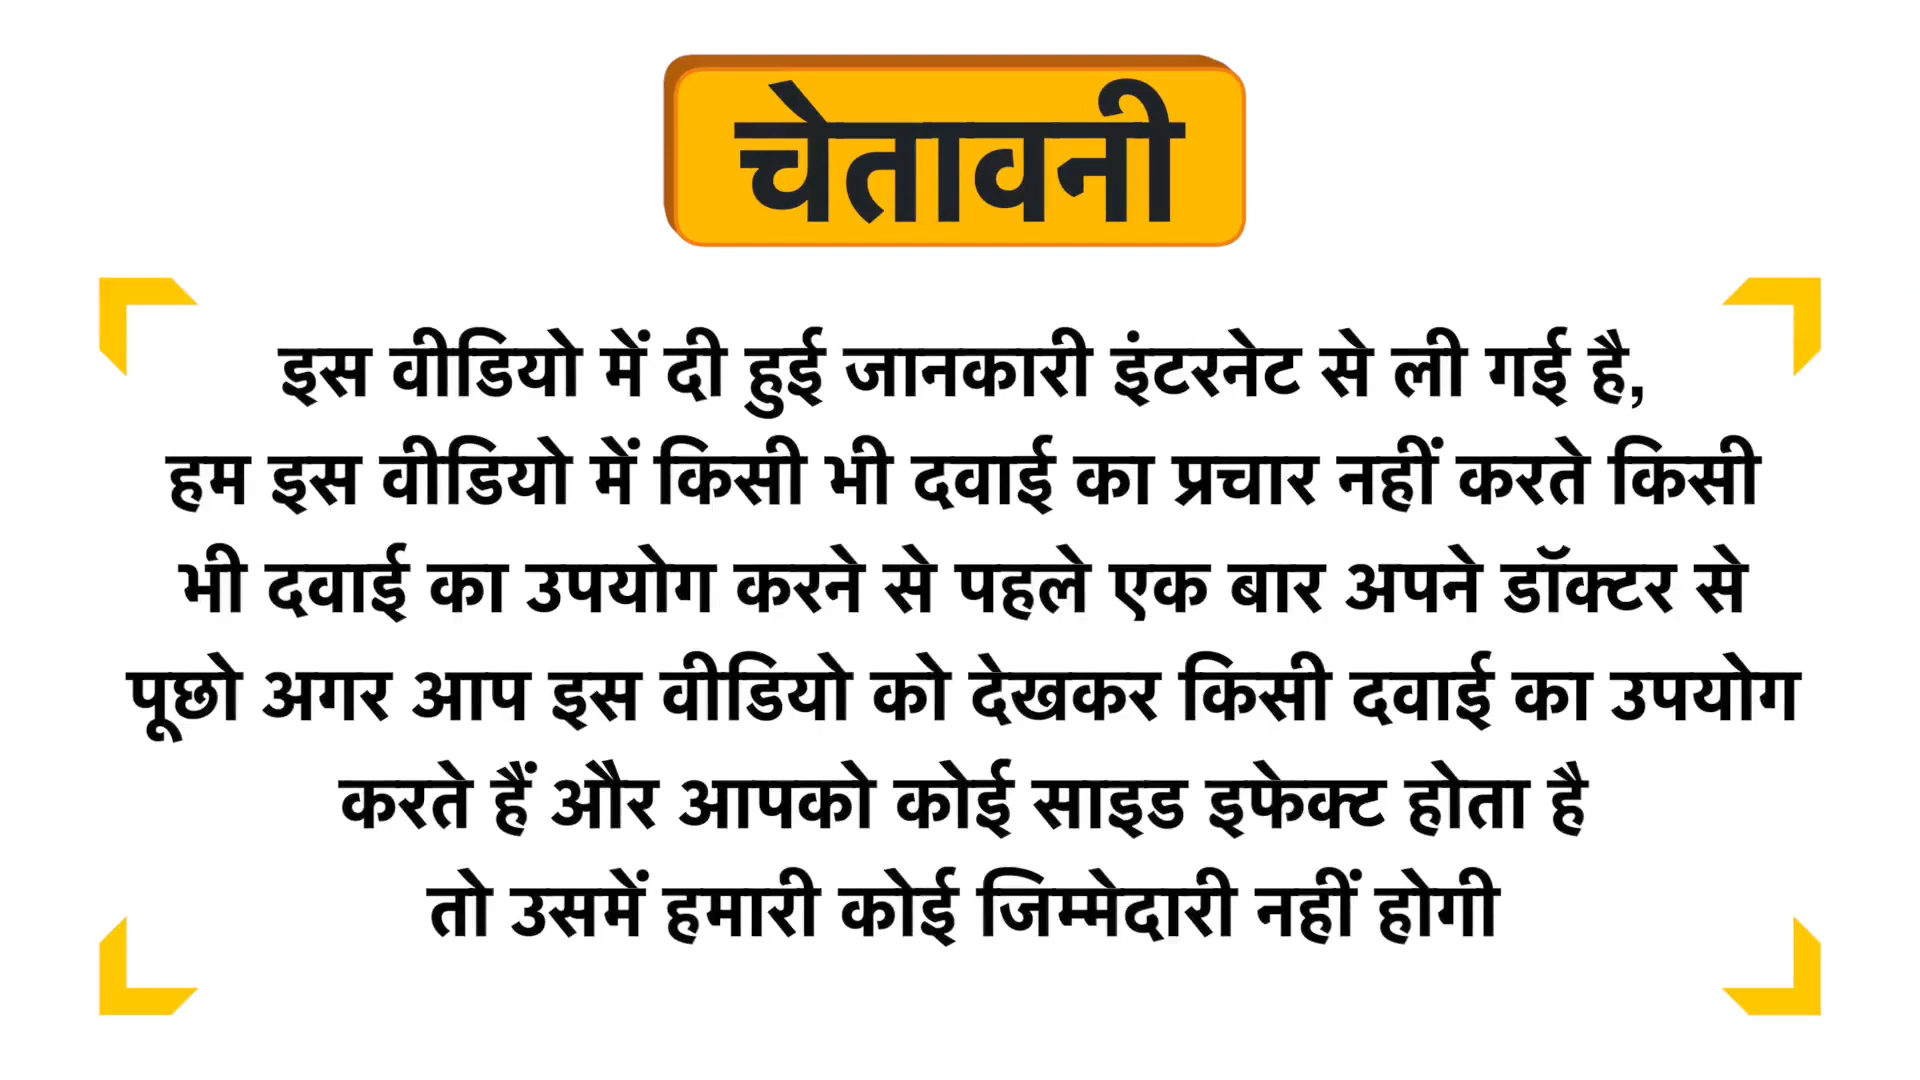 चेतावनी
इस वीडियो में दी हुई जानकारी इंटरनेट से ली गई है,
हम इस वीडियो में किसी भी दवाई का प्रचार नहीं करते किसी
भी दवाई का उपयोग करने से पहले एक बार अपने डॉक्टर से
पूछो अगर आप इस वीडियो को देखकर किसी दवाई का उपयोग
करते हैं और आपको कोई साइड इफेक्ट होता है
तो उसमें हमारी कोई जिम्मेदारी नहीं होगी